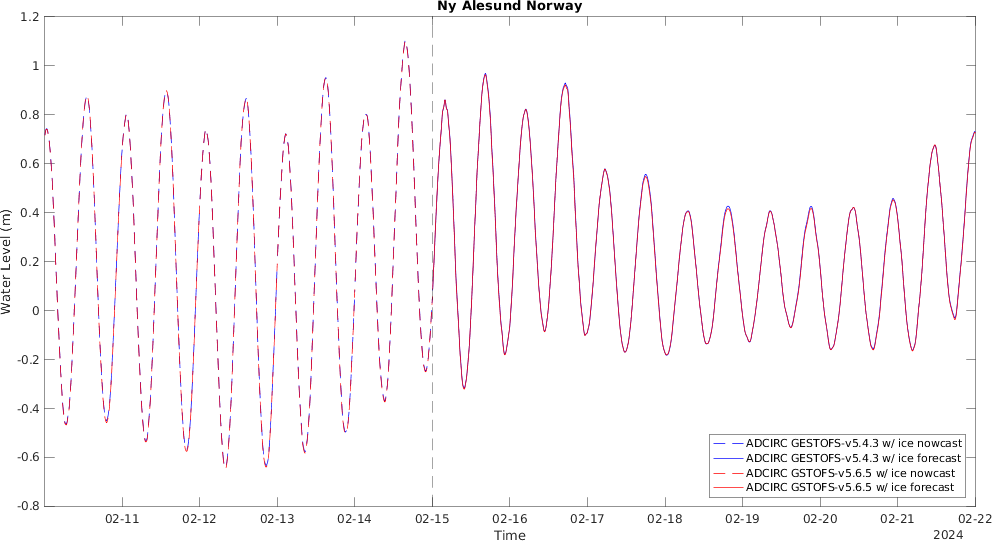 Ny Alesund Norway
1.2
1
0.8
0.6
0.4
0.2
0
-0.2
-0.4
-0.6
-0.8
Water Level (m)
ADCIRC GESTOFS-v5.4.3 w/ ice nowcast
ADCIRC GESTOFS-v5.4.3 w/ ice forecast
ADCIRC GSTOFS-v5.6.5 w/ ice nowcast
ADCIRC GSTOFS-v5.6.5 w/ ice forecast
02-11 02-12 02-13 02-14 02-15 02-16 02-17 02-18 02-19 02-20 02-21 02-22
Time
2024